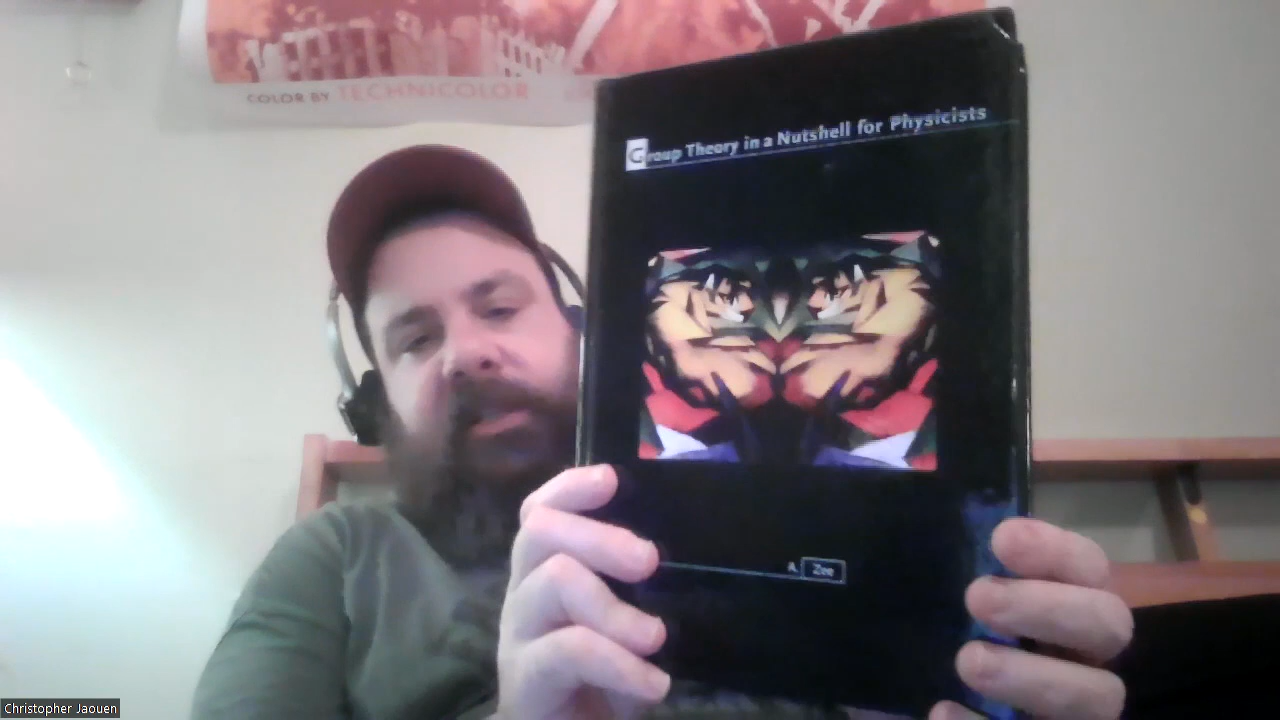 COLOR BY TECHNICOLOR
Group Theory in a Nutshell for Physicists
A. Zee
Christopher Jaouen